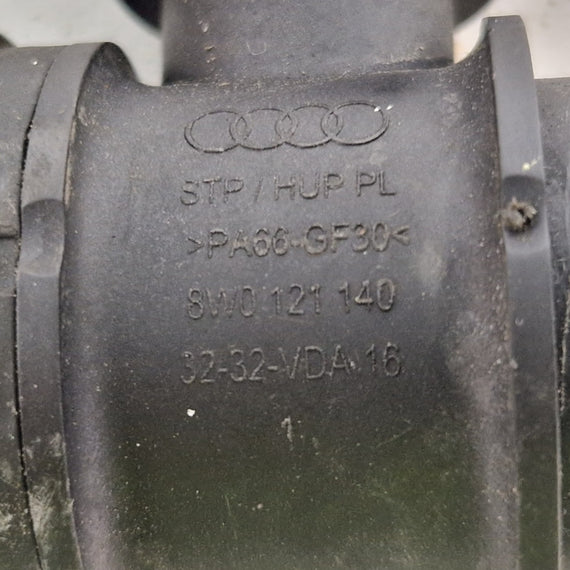 STP / HUP PL
>PA66-GF30<
8W0 121 140
32-32-VDA 16
1